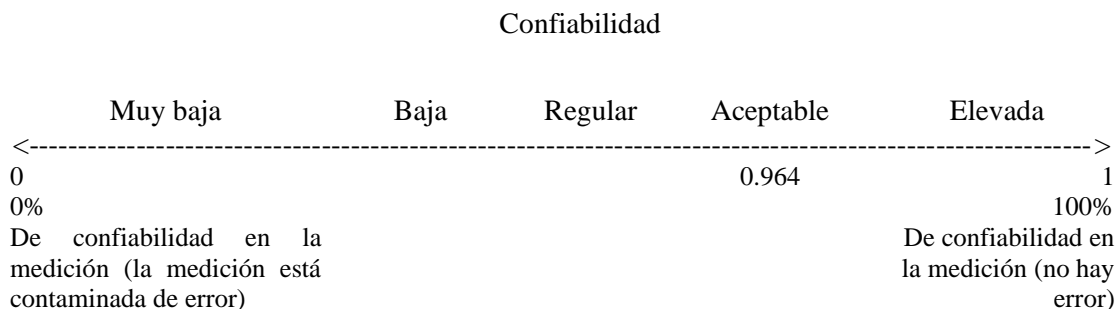 Confiabilidad
Muy baja Baja Regular Aceptable Elevada
<----------------------------------------------------------------------------------------------------->
0 0.964 1
0% 100%
De confiabilidad en la
medición (la medición está
contaminada de error)
De confiabilidad en
la medición (no hay
error)